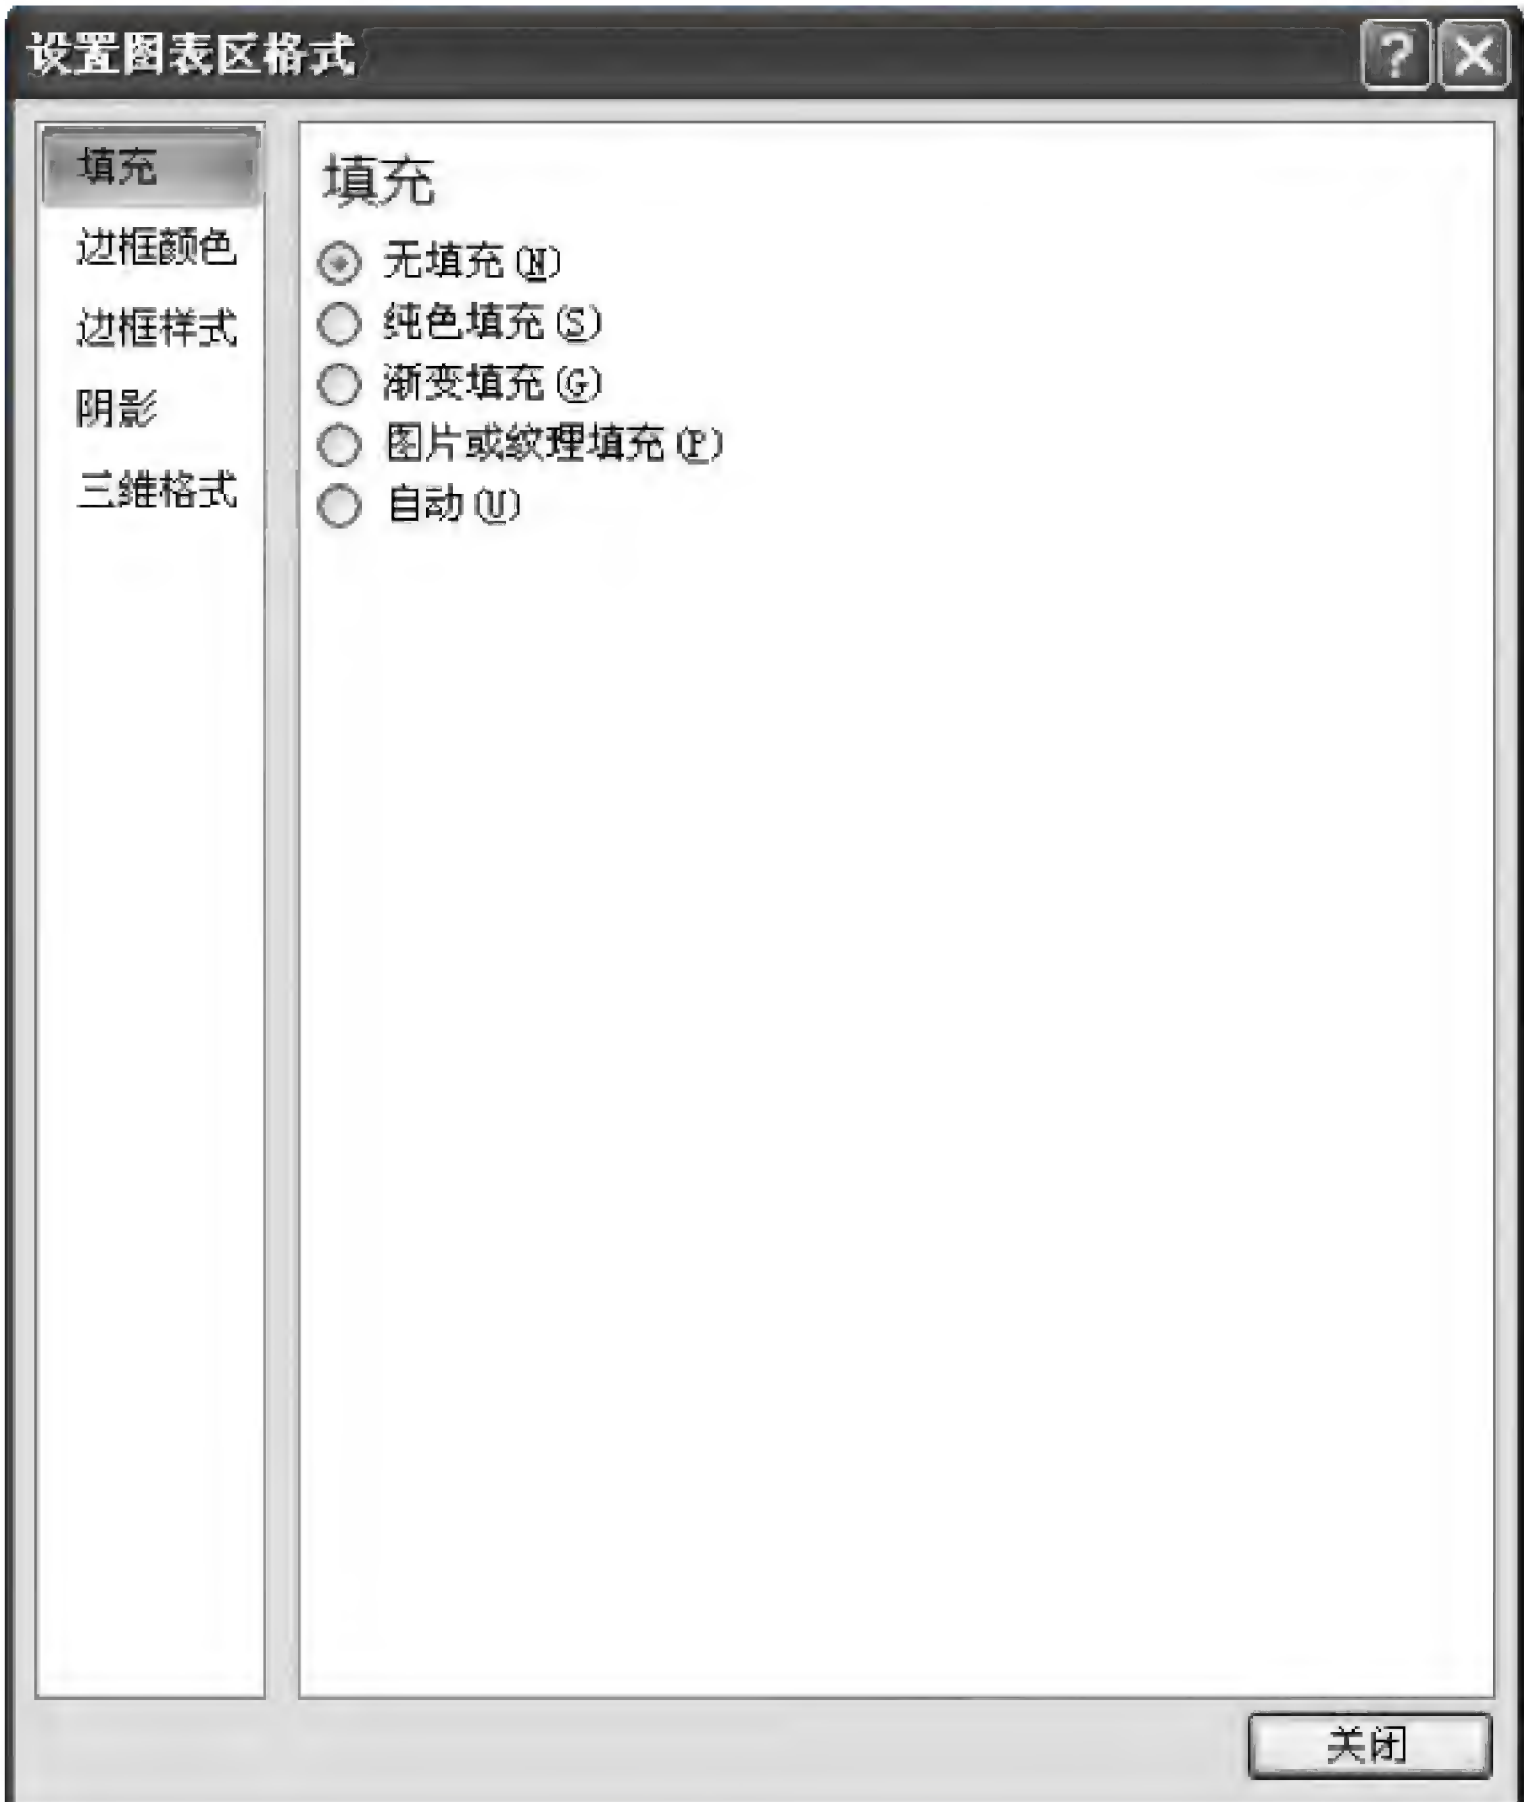 设置图表区格式
填充
边框颜色
边框样式
阴影
三维格式
填充
无填充(N)
纯色填充(S)
渐变填充(G)
图片或纹理填充(P)
自动(U)
关闭